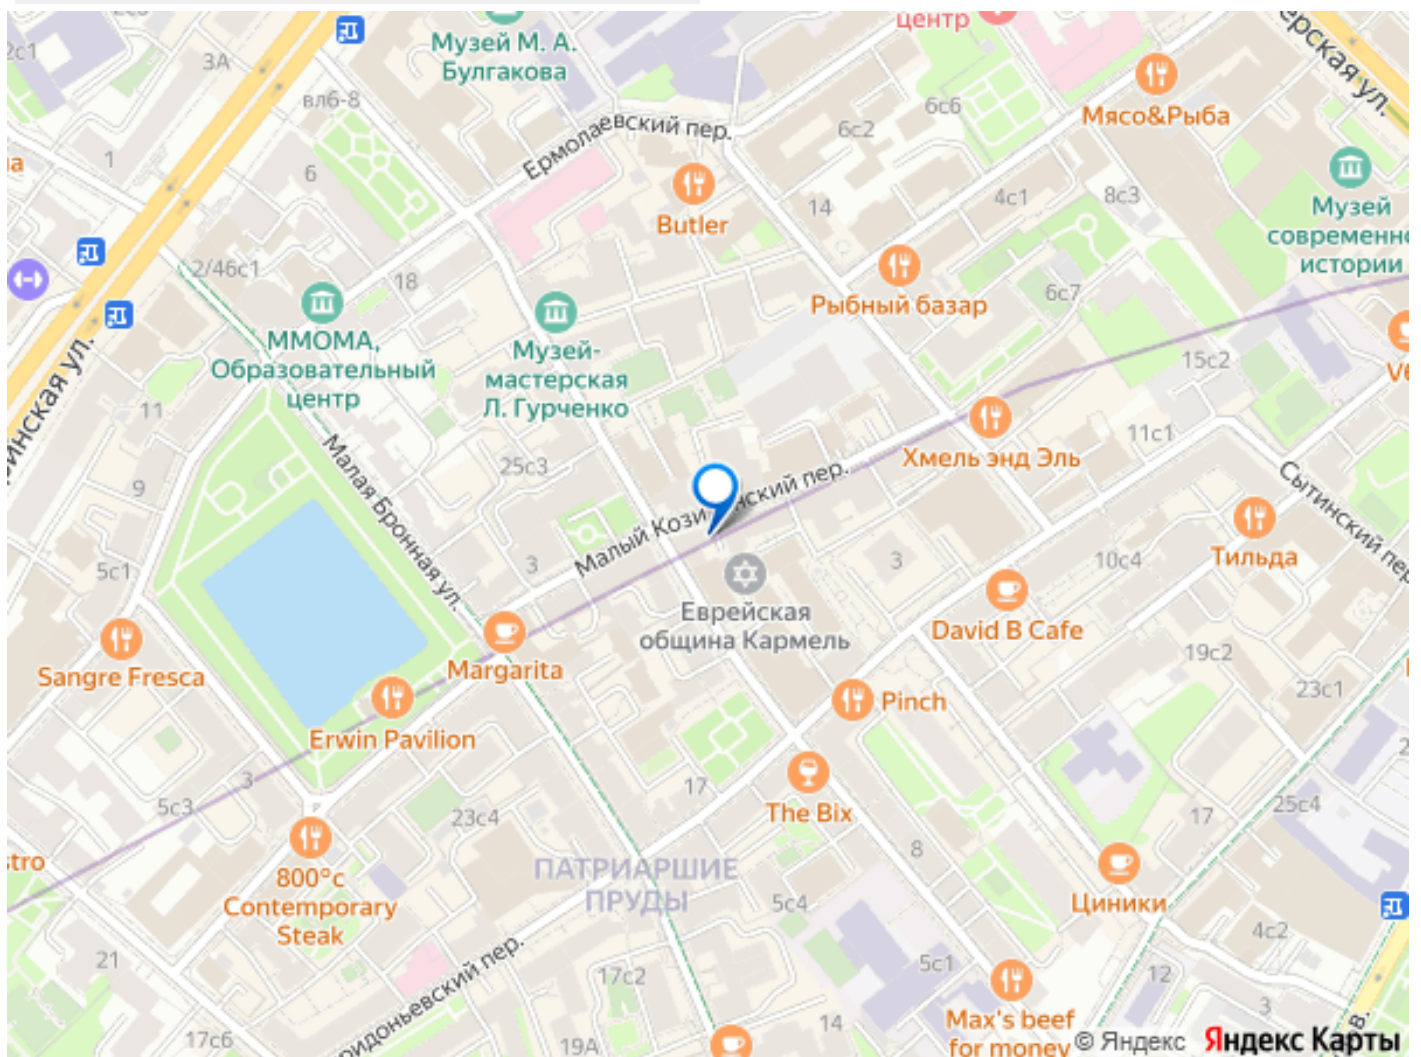 центр
Музей М. А.
Булгакова
3А
вл6-8
2с1
Тверская ул.
Мясо&Рыба
6с6
6с2
Ермолаевский пер.
1
6
Butler
14
4с1
8с3
Музей
современно
истории
2/46с1
18
Рыбный базар
6с7
ММОМА,
Образовательный
центр
Музей-
мастерская
Л. Гурченко
15с2
11
Хмель энд Эль
11с1
25с3
9
Малая Бронная ул.
Малый Козихинский пер.
Сытинский пер.
Тильда
5с1
3
3
10с4
Еврейская
община Кармель
David B Cafe
Sangre Fresca
Margarita
19с2
23с1
Erwin Pavilion
Pinch
3
5с3
17
The Bix
23с4
17
25с4
8
stro
800°с
Contemporary
Steak
ПАТРИАРШИЕ
ПРУДЫ
5с4
Циники
4с2
21
17с2
5с1
12
3
Max's beef
for money
14
19А
17с6
© Яндекс Яндекс Карты